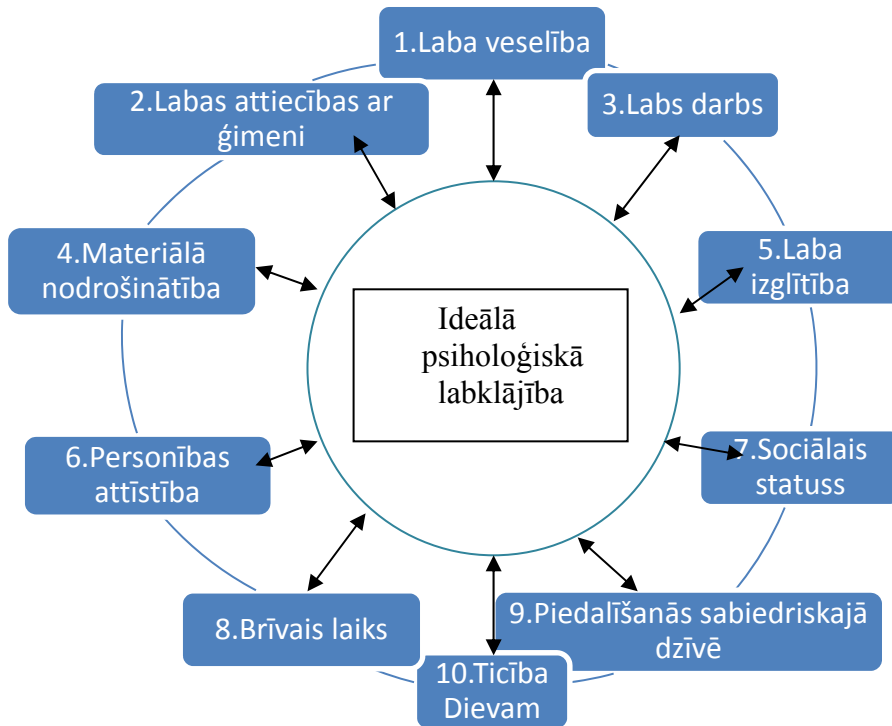 1.Laba veselība
2.Labas attiecības ar
ģimeni
3.Labs darbs
4.Materiālā
nodrošinātība
5.Laba
izglītība
Ideālā
psiholoģiskā
labklājība
6.Personības
attīstība
7.Sociālais
statuss
8.Brīvais laiks
9.Piedalīšanās sabiedriskajā
dzīvē
10.Ticība
Dievam